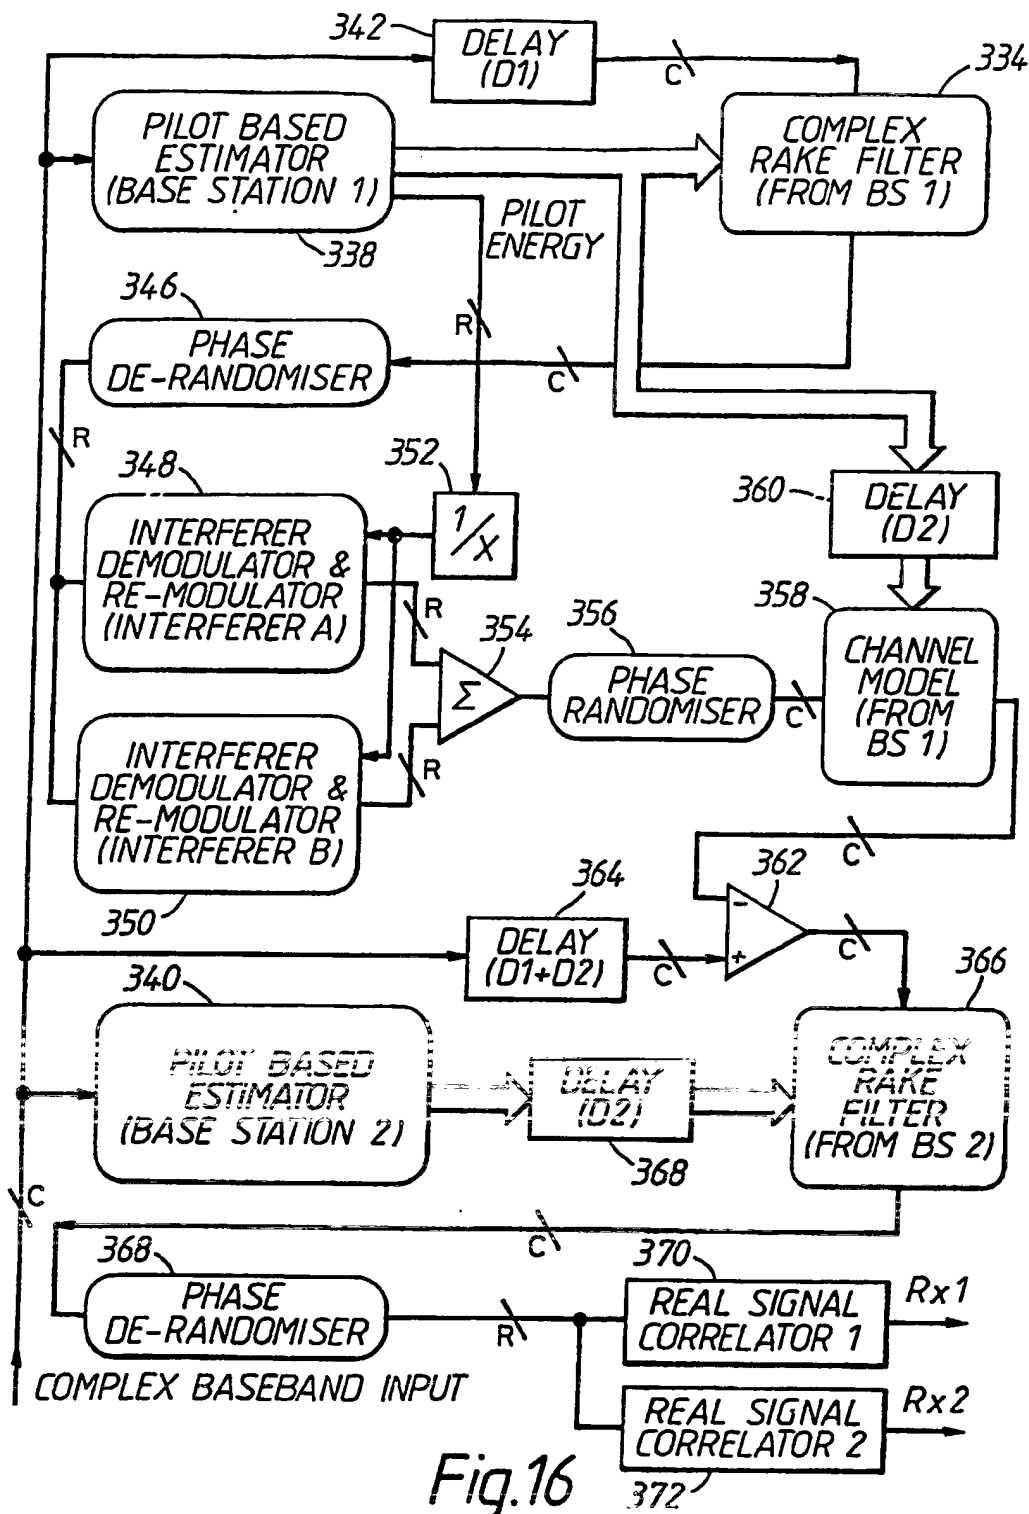 342
DELAY
(D1)
C
334
PILOT BASED
ESTIMATOR
(BASE STATION 1)
338
COMPLEX
RAKE FILTER
(FROM BS 1)
PILOT
ENERGY
346
PHASE
DE-RANDOMISER
R
C
R
348
352
1/X
360
DELAY
(D2)
INTERFERER
DEMODULATOR &
RE-MODULATOR
(INTERFERER A)
R
354
Σ
356
PHASE
RANDOMISER
C
358
CHANNEL
MODEL
(FROM
BS 1)
INTERFERER
DEMODULATOR &
RE-MODULATOR
(INTERFERER B)
R
350
C
364
DELAY
(D1+D2)
C
362
-
+
C
340
PILOT BASED
ESTIMATOR
(BASE STATION 2)
DELAY
(D2)
368
366
COMPLEX
RAKE
FILTER
(FROM BS 2)
C
C
368
PHASE
DE-RANDOMISER
R
370
REAL SIGNAL
CORRELATOR 1
Rx1
COMPLEX BASEBAND INPUT
REAL SIGNAL
CORRELATOR 2
Rx2
372
Fig.16